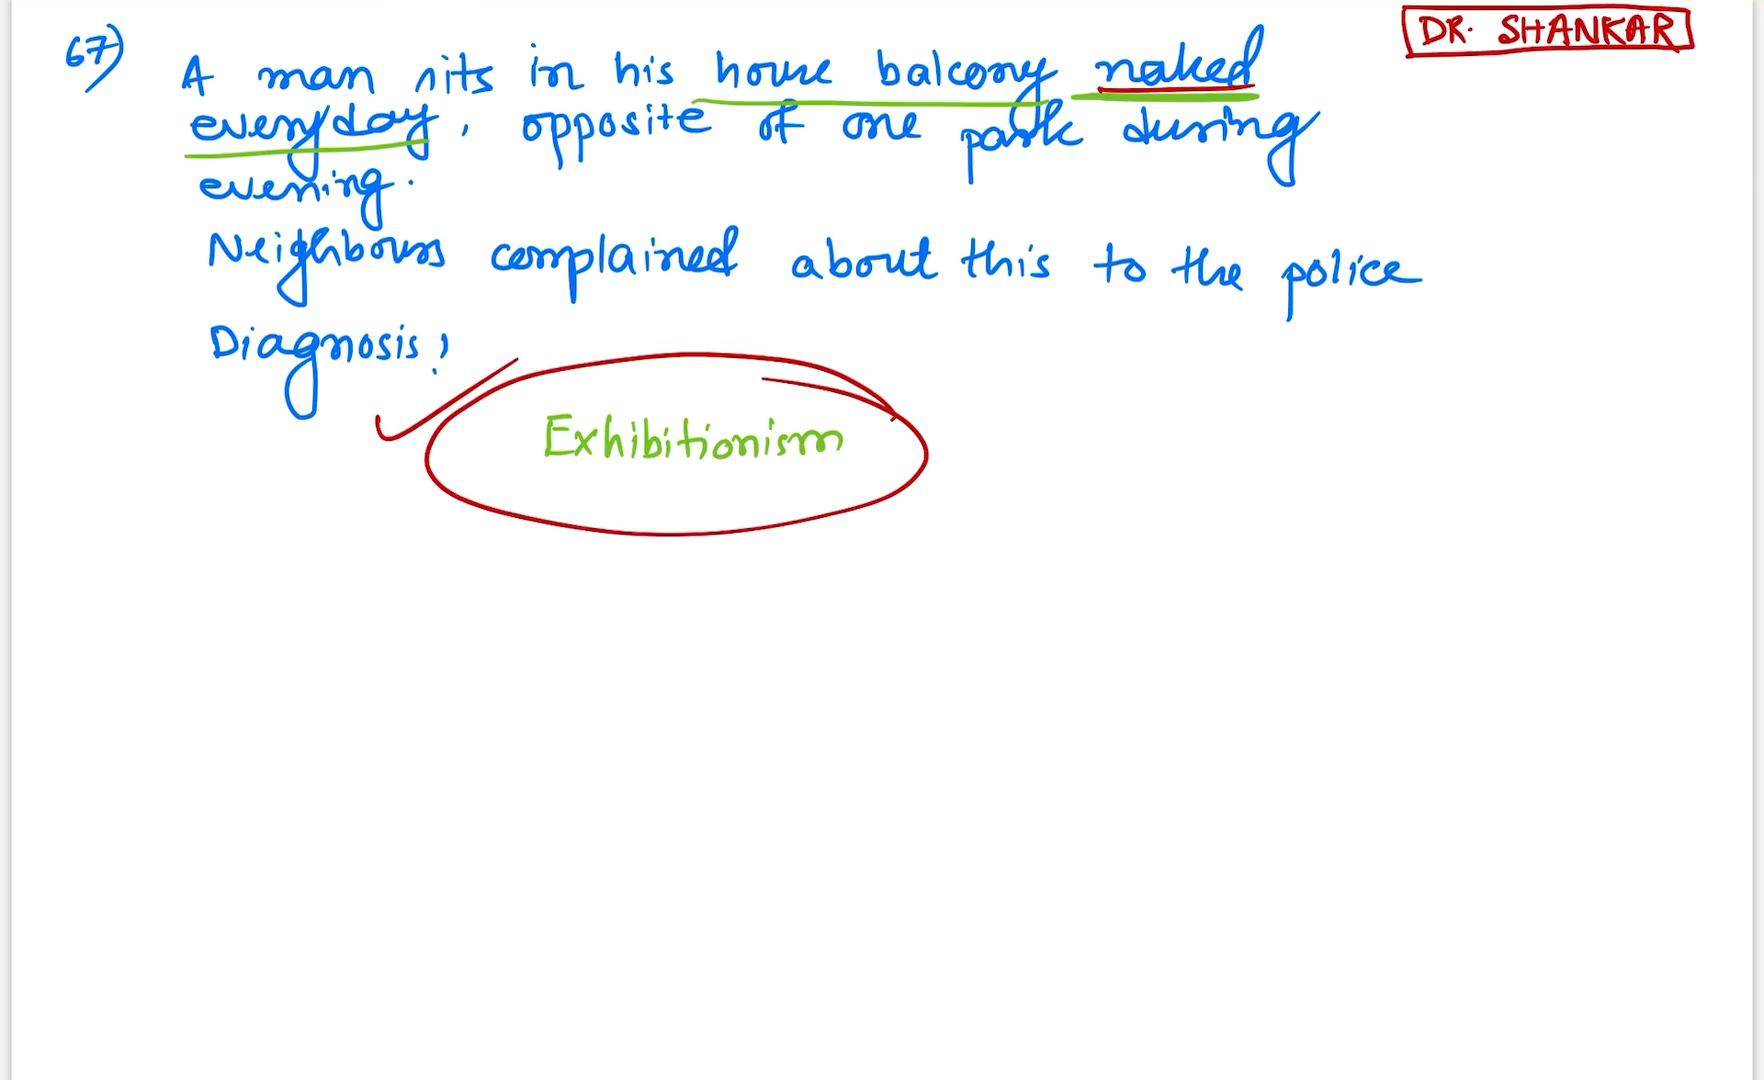 DR. SHANKAR
67) A man sits in his house balcony naked
everyday, opposite of one park during
evening.
Neighbours complained about this to the police
Diagnosis?
Exhibitionism